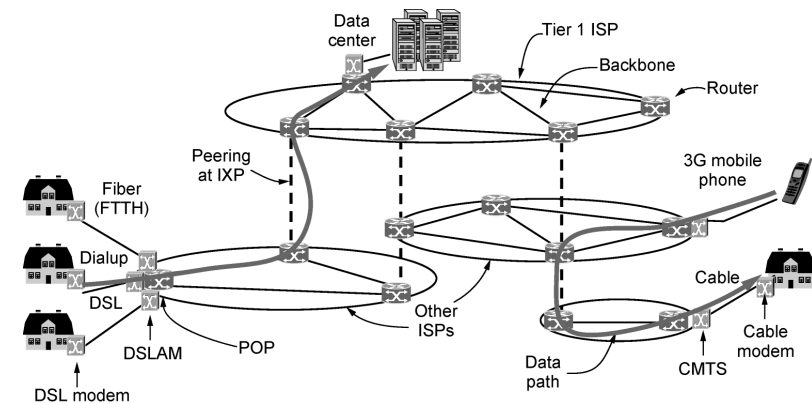 Data
center
Tier 1 ISP
Backbone
Router
Peering
at IXP
3G mobile
phone
Fiber
(FTTH)
Dialup
DSL
Cable
Other
ISPs
POP
DSLAM
DSL modem
Data
path
CMTS
Cable
modem